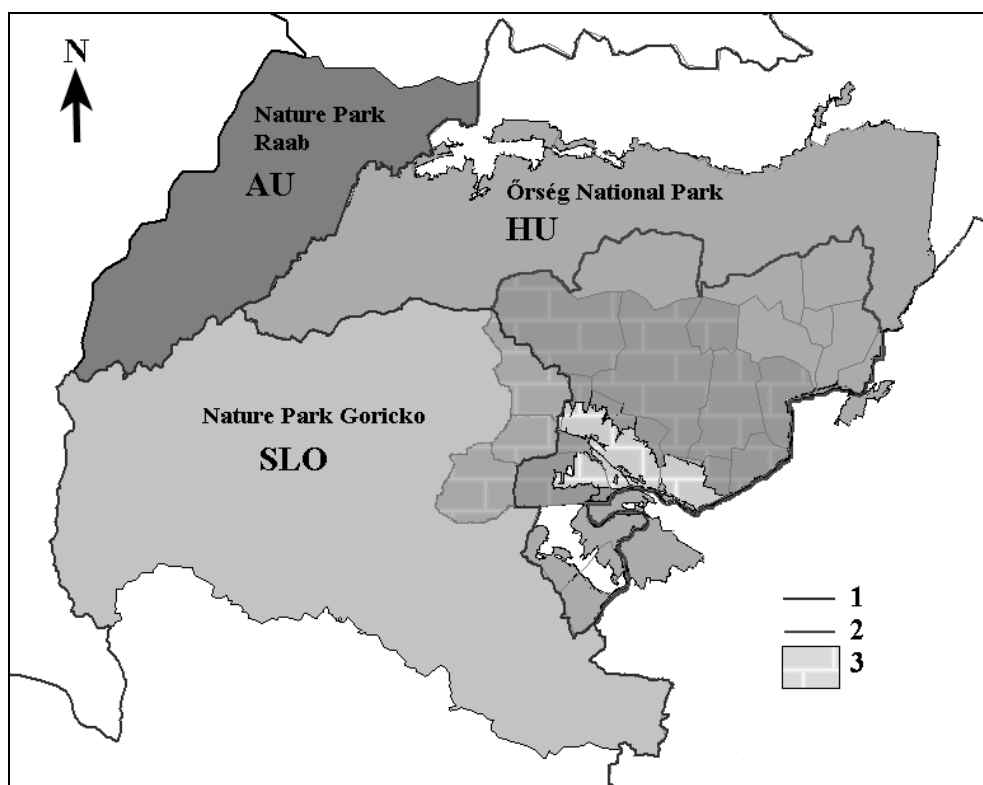 N
Nature Park
Raab
AU
Őrség National Park
HU
Nature Park Goricko
SLO
1
2
3